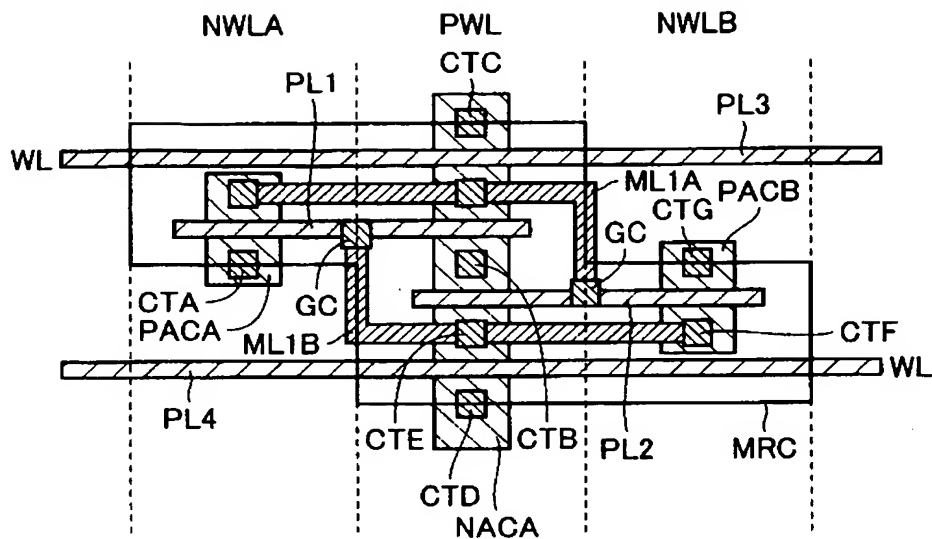 NWLA PWL NWLB
CTC
PL1 PL3
WL
ML1A PACB
CTG
GC
CTA GC
PACA
ML1B CTF
WL
PL4 CTE CTB PL2 MRC
CTD
NACA